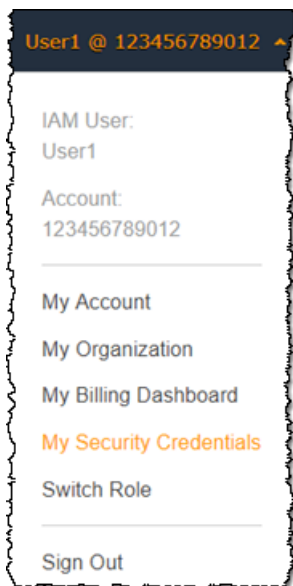 User1 @ 123456789012
IAM User:
User1
Account:
123456789012
My Account
My Organization
My Billing Dashboard
My Security Credentials
Switch Role
Sign Out